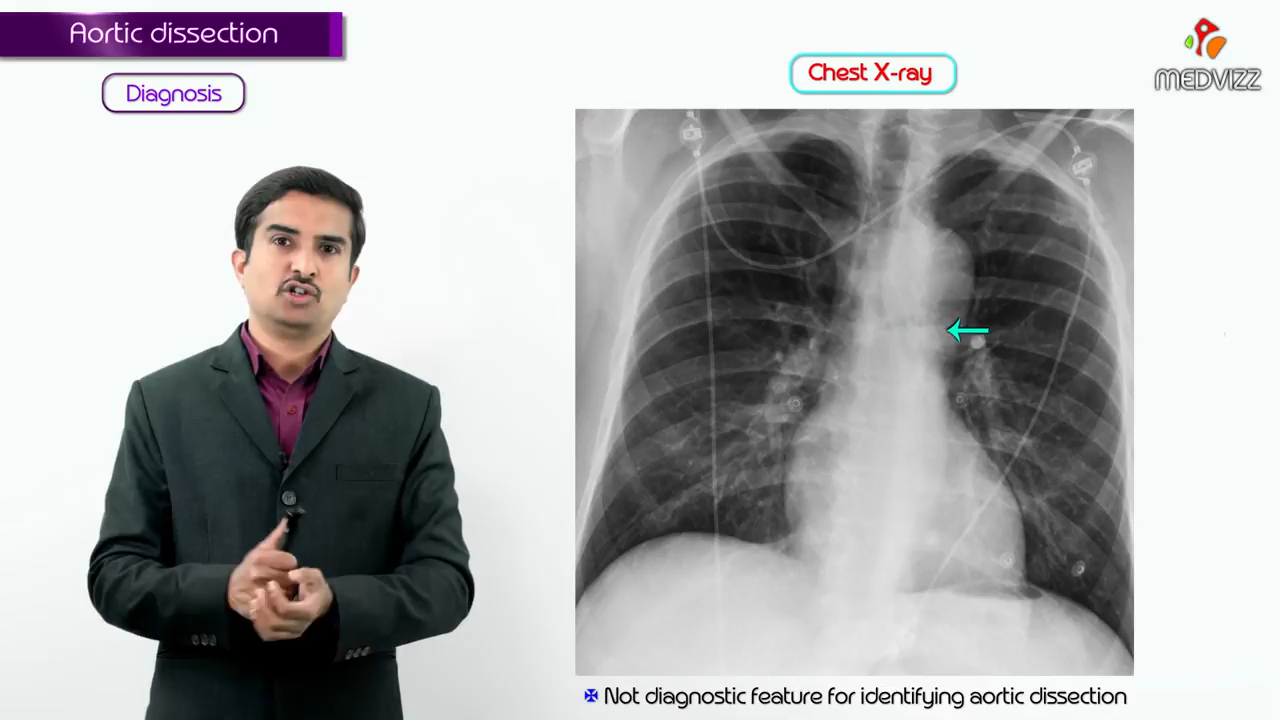 Aortic dissection
Diagnosis
Chest X-ray
MEDVIZZ
Not diagnostic feature for identifying aortic dissection